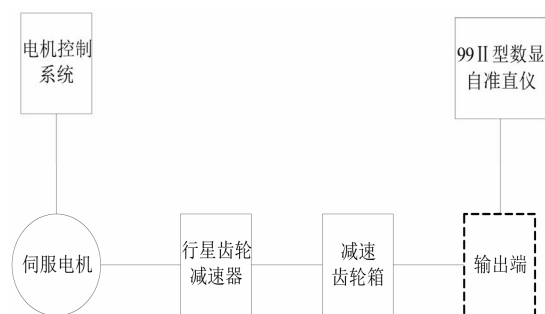 电机控制
系统
99Ⅱ型数显
自准直仪
伺服电机
行星齿轮
减速器
减速
齿轮箱
输出端